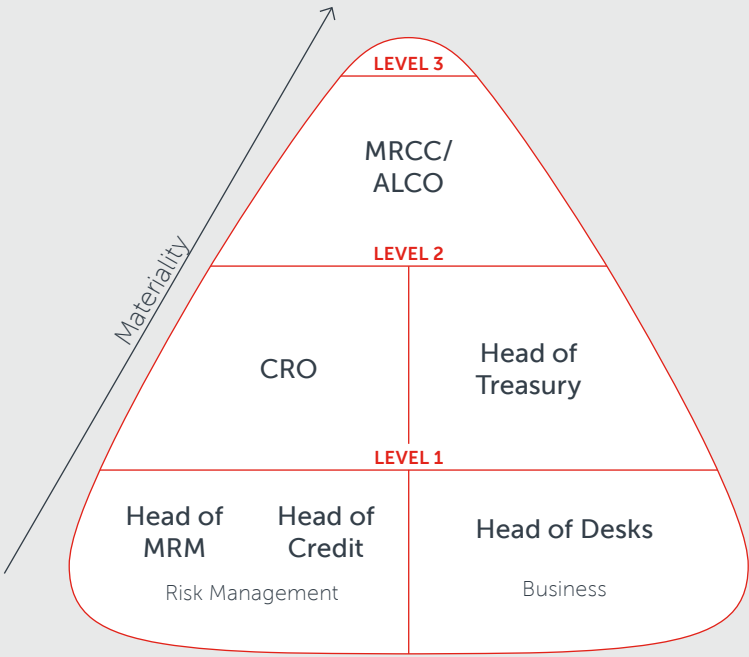 LEVEL 3
MRCC/
ALCO
Materiality
LEVEL 2
CRO
Head of
Treasury
LEVEL 1
Head of
MRM
Head of
Credit
Head of Desks
Risk Management
Business